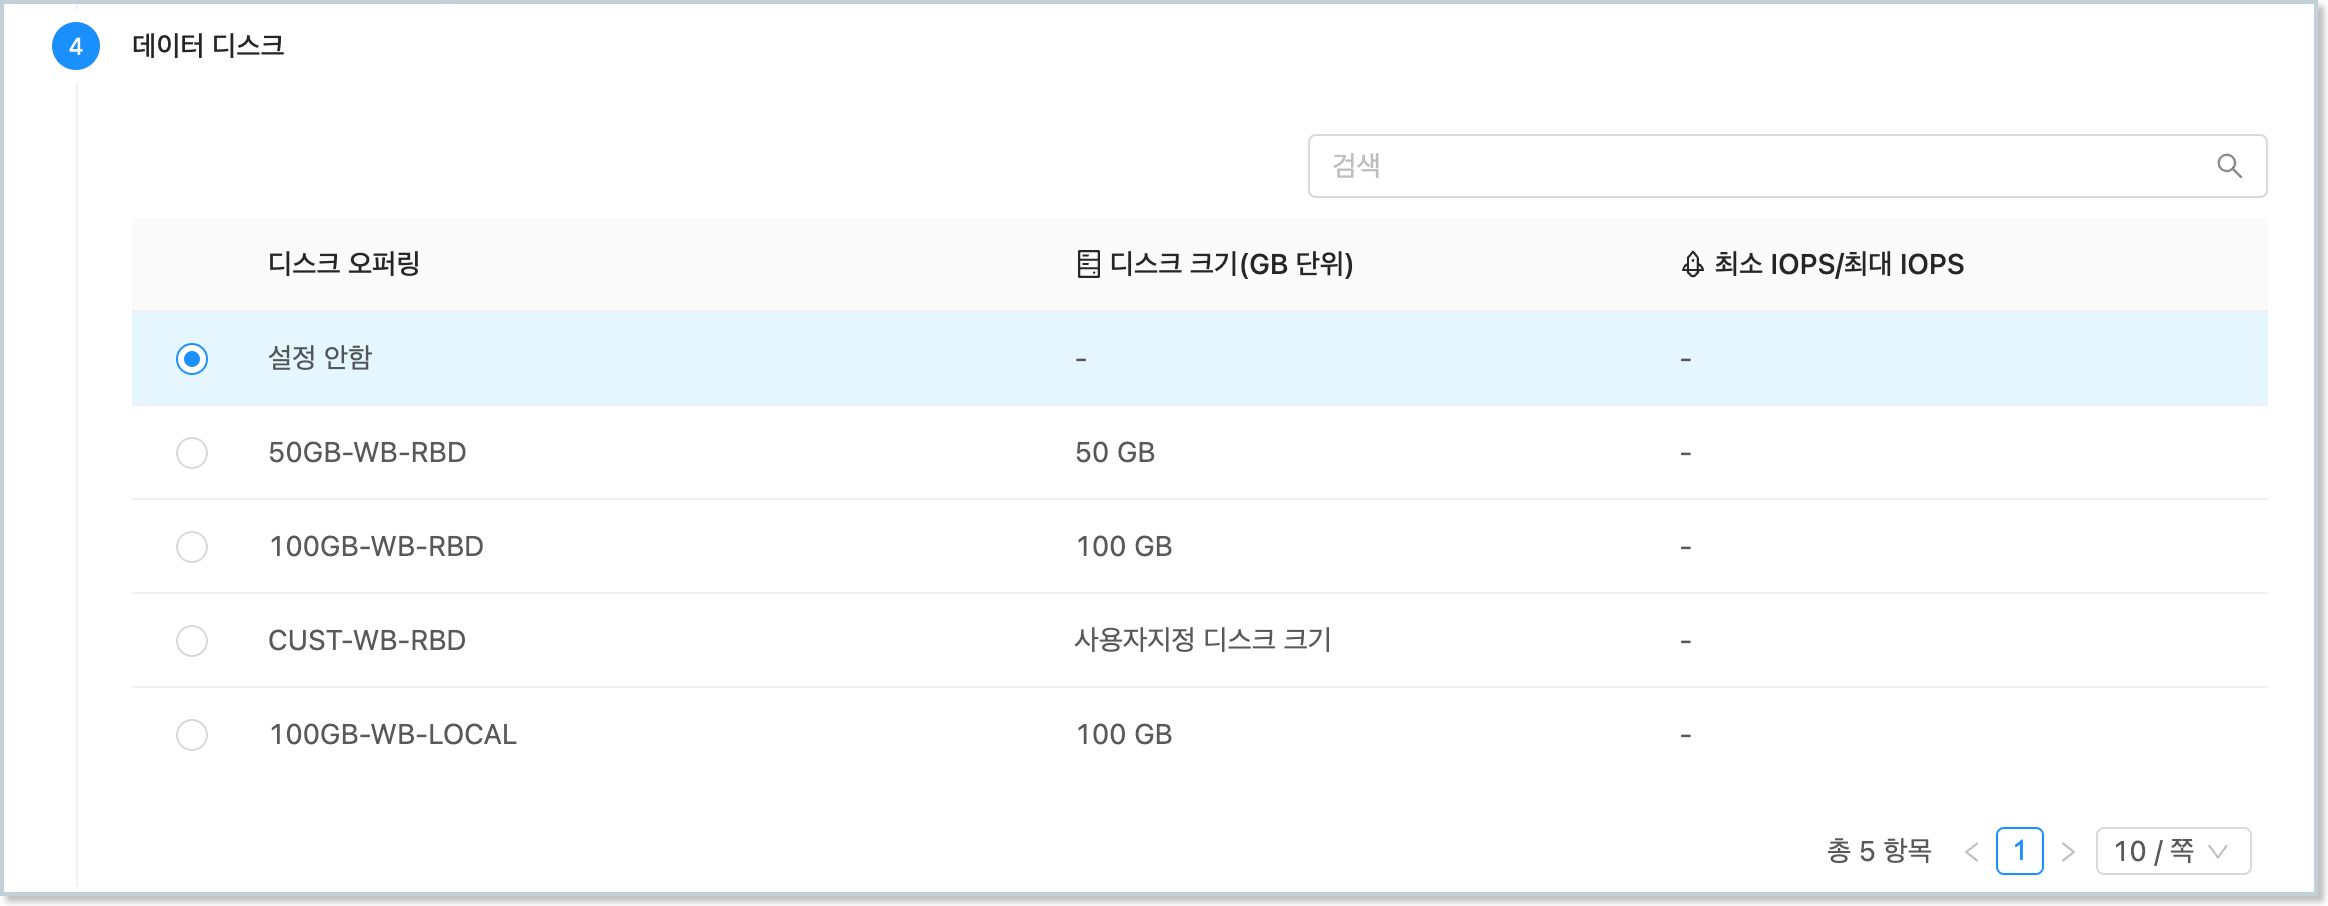 4 데이터 디스크
검색
디스크 오퍼링 디스크 크기(GB 단위) 최소 IOPS/최대 IOPS
설정 안함 - -
50GB-WB-RBD 50 GB -
100GB-WB-RBD 100 GB -
CUST-WB-RBD 사용자지정 디스크 크기 -
100GB-WB-LOCAL 100 GB -
총 5 항목 < 1 > 10 / 쪽